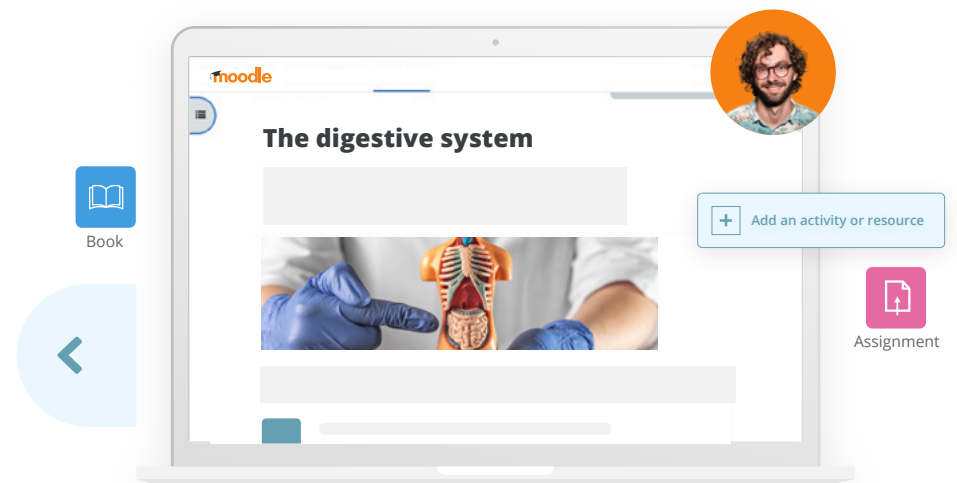 moodle
The digestive system
Book
Add an activity or resource
Assignment